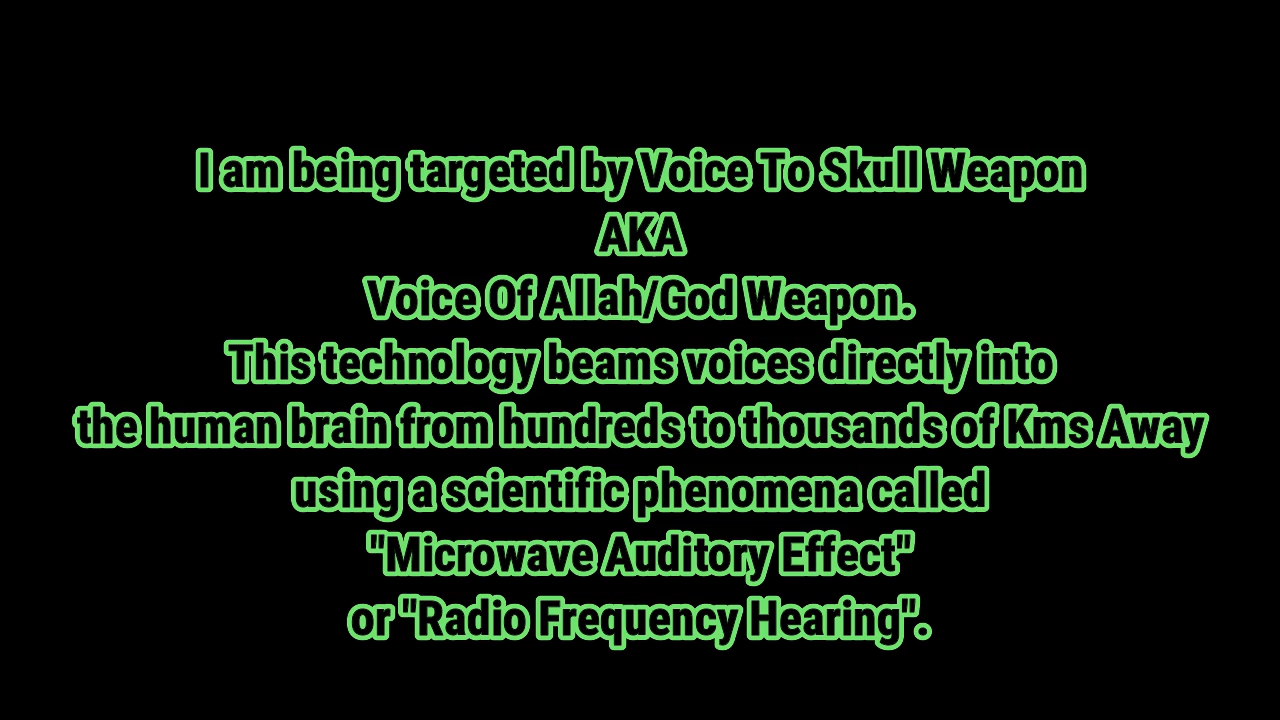 I am being targeted by Voice To Skull Weapon
AKA
Voice Of Allah/God Weapon.
This technology beams voices directly into
the human brain from hundreds to thousands of Kms Away
using a scientific phenomena called
"Microwave Auditory Effect"
or "Radio Frequency Hearing".